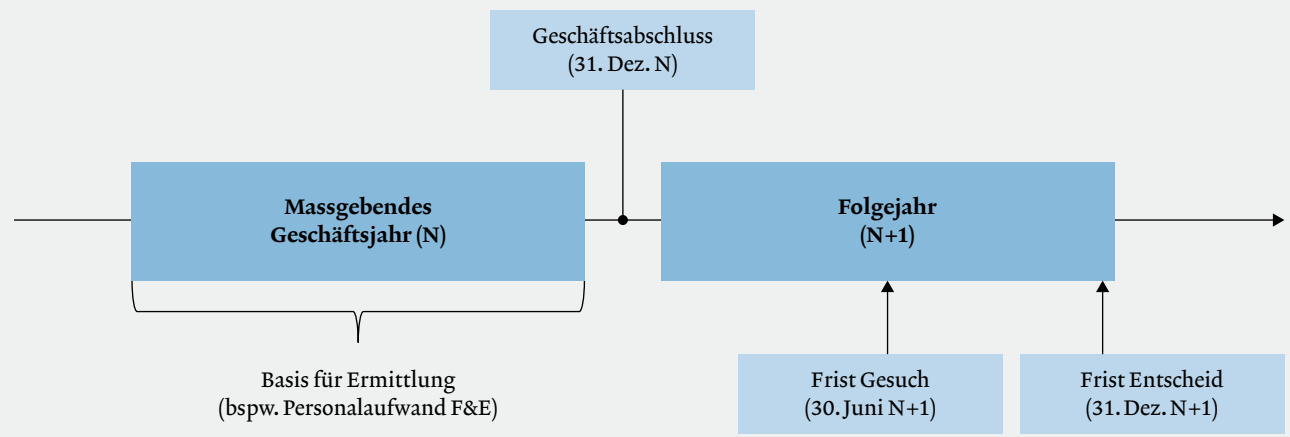 Geschäftsabschluss
(31. Dez. N)
Massgebendes
Geschäftsjahr (N)
Folgejahr
(N+1)
Basis für Ermittlung
(bspw. Personalaufwand F&E)
Frist Gesuch
(30. Juni N+1)
Frist Entscheid
(31. Dez. N+1)